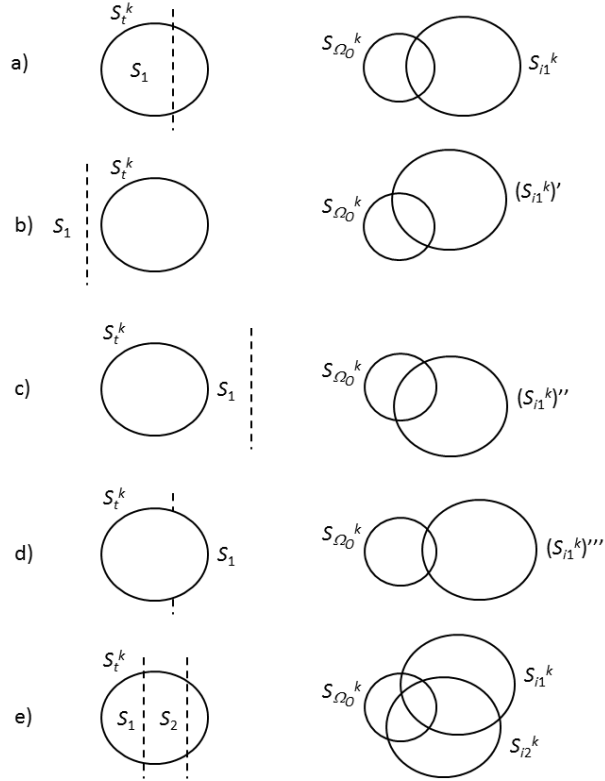 a) S_t^k S_1 S_Ω0^k S_i1^k
b) S_t^k S_1 S_Ω0^k (S_i1^k)'
c) S_t^k S_1 S_Ω0^k (S_i1^k)''
d) S_t^k S_1 S_Ω0^k (S_i1^k)'''
e) S_t^k S_1 S_2 S_Ω0^k S_i1^k
S_i2^k